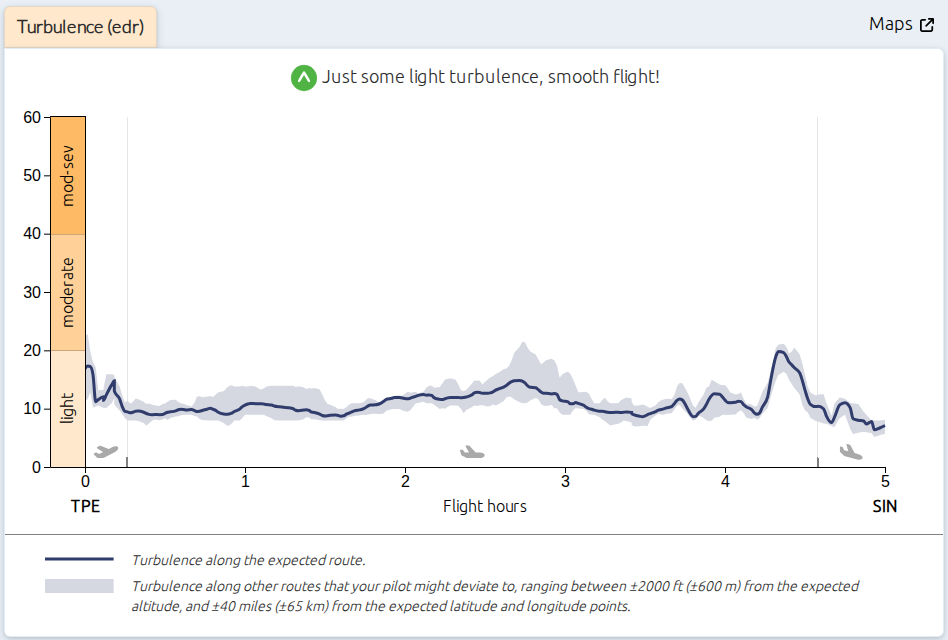 Turbulence (edr)
Maps
Just some light turbulence, smooth flight!
60
50
40
30
20
10
0
mod-sev
moderate
light
0 1 2 3 4 5
TPE Flight hours SIN
Turbulence along the expected route.
Turbulence along other routes that your pilot might deviate to, ranging between ±2000 ft (±600 m) from the expected
altitude, and ±40 miles (±65 km) from the expected latitude and longitude points.